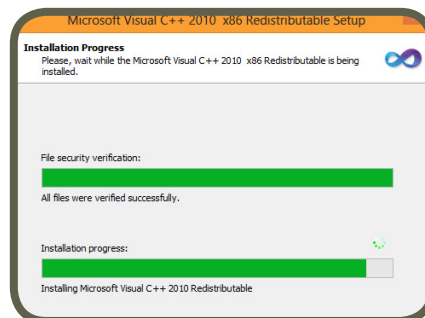 Microsoft Visual C++ 2010 x86 Redistributable Setup
Installation Progress
Please, wait while the Microsoft Visual C++ 2010 x86 Redistributable is being
installed.
File security verification:
All files were verified successfully.
Installation progress:
Installing Microsoft Visual C++ 2010 Redistributable